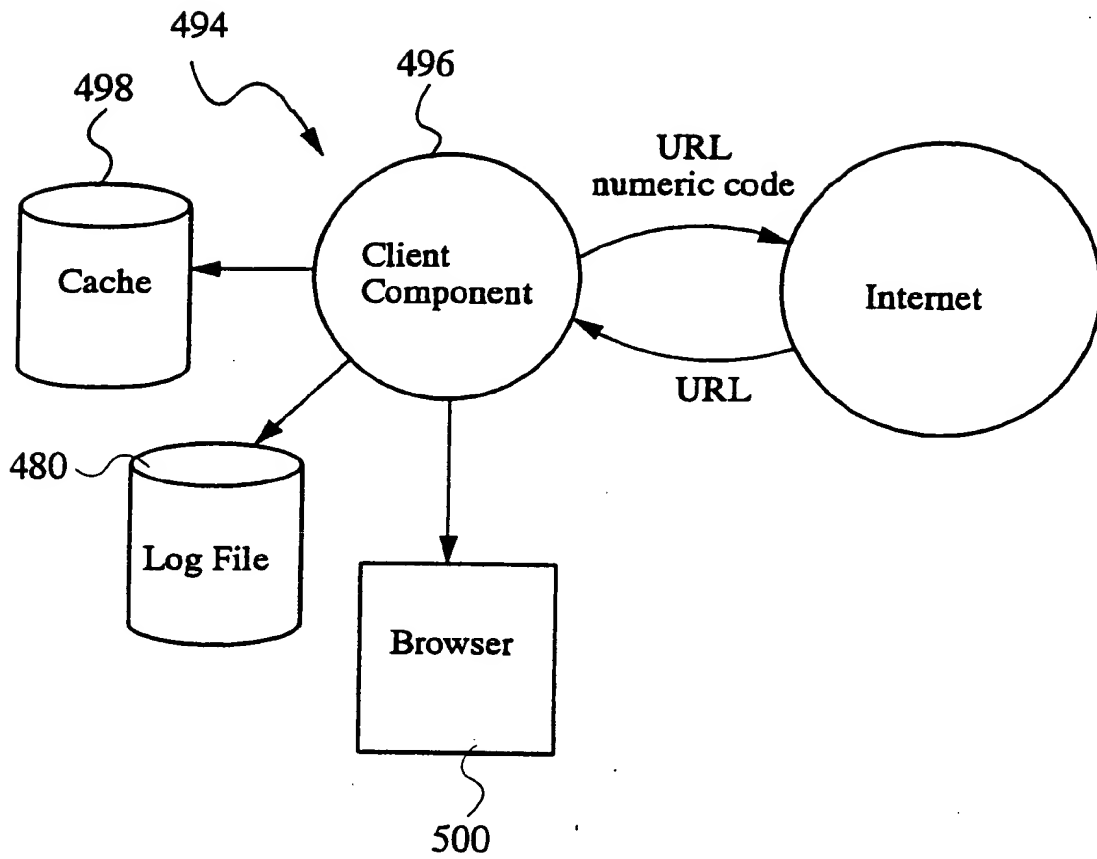 494
496
498
URL
numeric code
Cache
Client
Component
Internet
URL
480
Log File
Browser
500